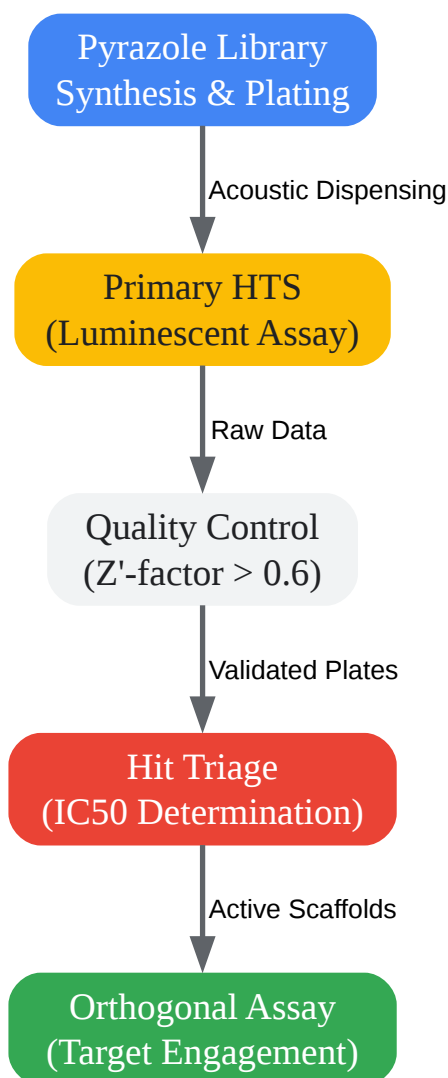 Pyrazole Library
Synthesis & Plating
Acoustic Dispensing
Primary HTS
(Luminescent Assay)
Raw Data
Quality Control
(Z'-factor > 0.6)
Validated Plates
Hit Triage
(IC50 Determination)
Active Scaffolds
Orthogonal Assay
(Target Engagement)